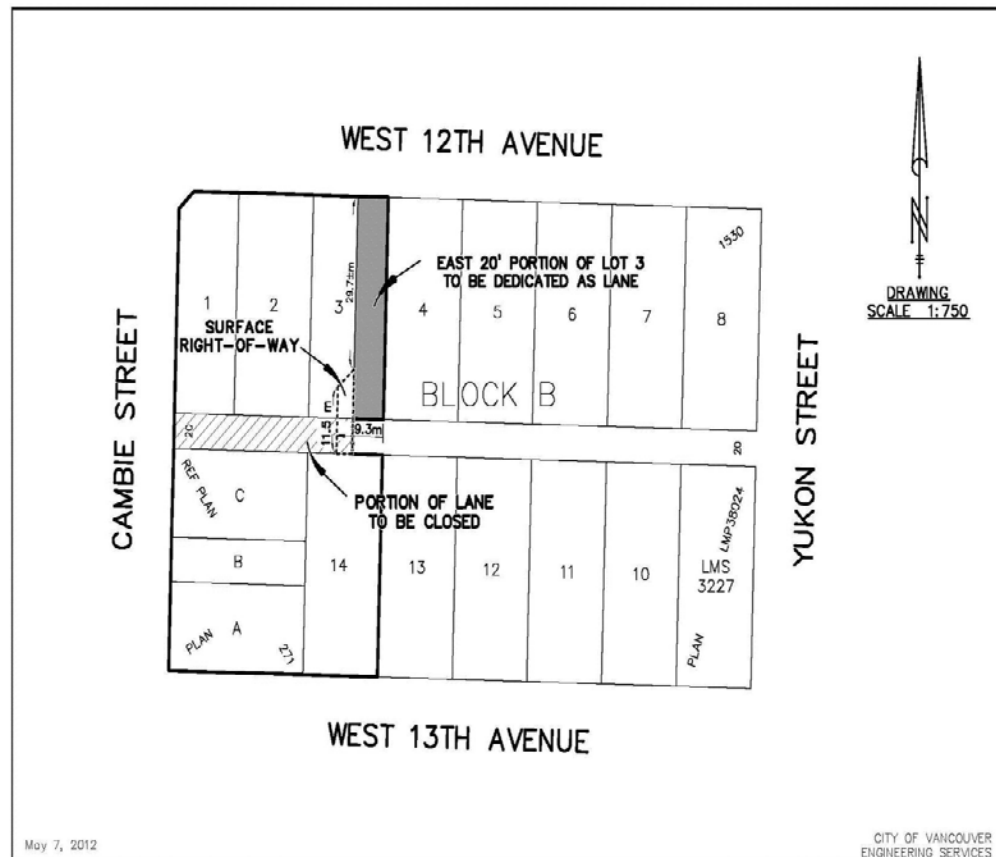 WEST 12TH AVENUE
N
DRAWING
SCALE 1:750
1530
EAST 20' PORTION OF LOT 3
TO BE DEDICATED AS LANE
29.7±m
1
2
3
4
5
6
7
8
SURFACE
RIGHT-OF-WAY
BLOCK B
CAMBIE STREET
YUKON STREET
20
11.5
9.3m
20
REF PLAN
C
PORTION OF LANE
TO BE CLOSED
B
14
13
12
11
10
LMS
3227
LMP38024
PLAN
A
271
PLAN
WEST 13TH AVENUE
May 7, 2012
CITY OF VANCOUVER
ENGINEERING SERVICES